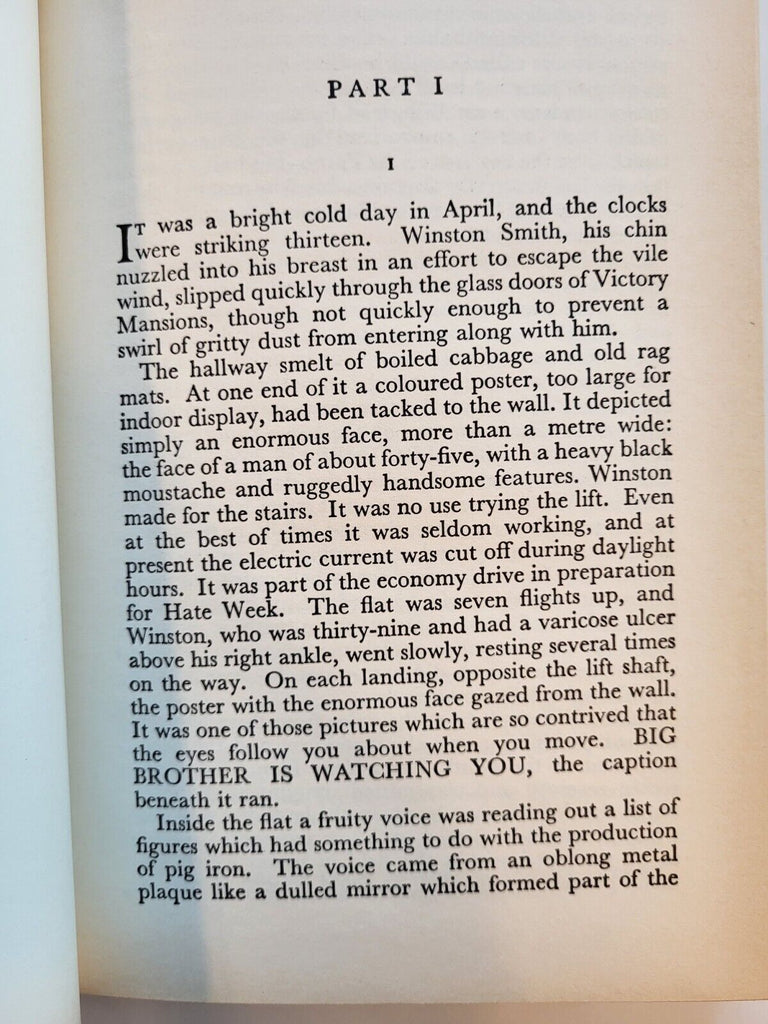 PART I
I
IT was a bright cold day in April, and the clocks
were striking thirteen. Winston Smith, his chin
nuzzled into his breast in an effort to escape the vile
wind, slipped quickly through the glass doors of Victory
Mansions, though not quickly enough to prevent a
swirl of gritty dust from entering along with him.
The hallway smelt of boiled cabbage and old rag
mats. At one end of it a coloured poster, too large for
indoor display, had been tacked to the wall. It depicted
simply an enormous face, more than a metre wide:
the face of a man of about forty-five, with a heavy black
moustache and ruggedly handsome features. Winston
made for the stairs. It was no use trying the lift. Even
at the best of times it was seldom working, and at
present the electric current was cut off during daylight
hours. It was part of the economy drive in preparation
for Hate Week. The flat was seven flights up, and
Winston, who was thirty-nine and had a varicose ulcer
above his right ankle, went slowly, resting several times
on the way. On each landing, opposite the lift shaft,
the poster with the enormous face gazed from the wall.
It was one of those pictures which are so contrived that
the eyes follow you about when you move. BIG
BROTHER IS WATCHING YOU, the caption
beneath it ran.
Inside the flat a fruity voice was reading out a list of
figures which had something to do with the production
of pig iron. The voice came from an oblong metal
plaque like a dulled mirror which formed part of the